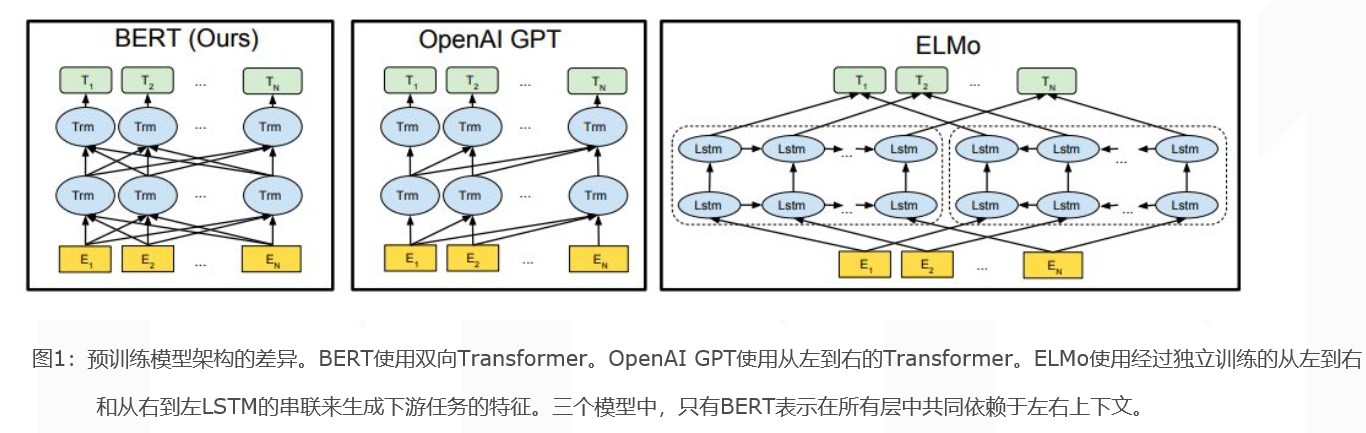 BERT (Ours)
T1 T2 ... TN
Trm Trm ... Trm
Trm Trm ... Trm
E1 E2 ... EN
OpenAI GPT
T1 T2 ... TN
Trm Trm ... Trm
Trm Trm ... Trm
E1 E2 ... EN
ELMo
T1 T2 ... TN
Lstm Lstm ... Lstm Lstm Lstm ... Lstm
Lstm Lstm ... Lstm Lstm Lstm ... Lstm
E1 E2 ... EN
图1：预训练模型架构的差异。BERT使用双向Transformer。OpenAI GPT使用从左到右的Transformer。ELMo使用经过独立训练的从左到右
和从右到左LSTM的串联来生成下游任务的特征。三个模型中，只有BERT表示在所有层中共同依赖于左右上下文。